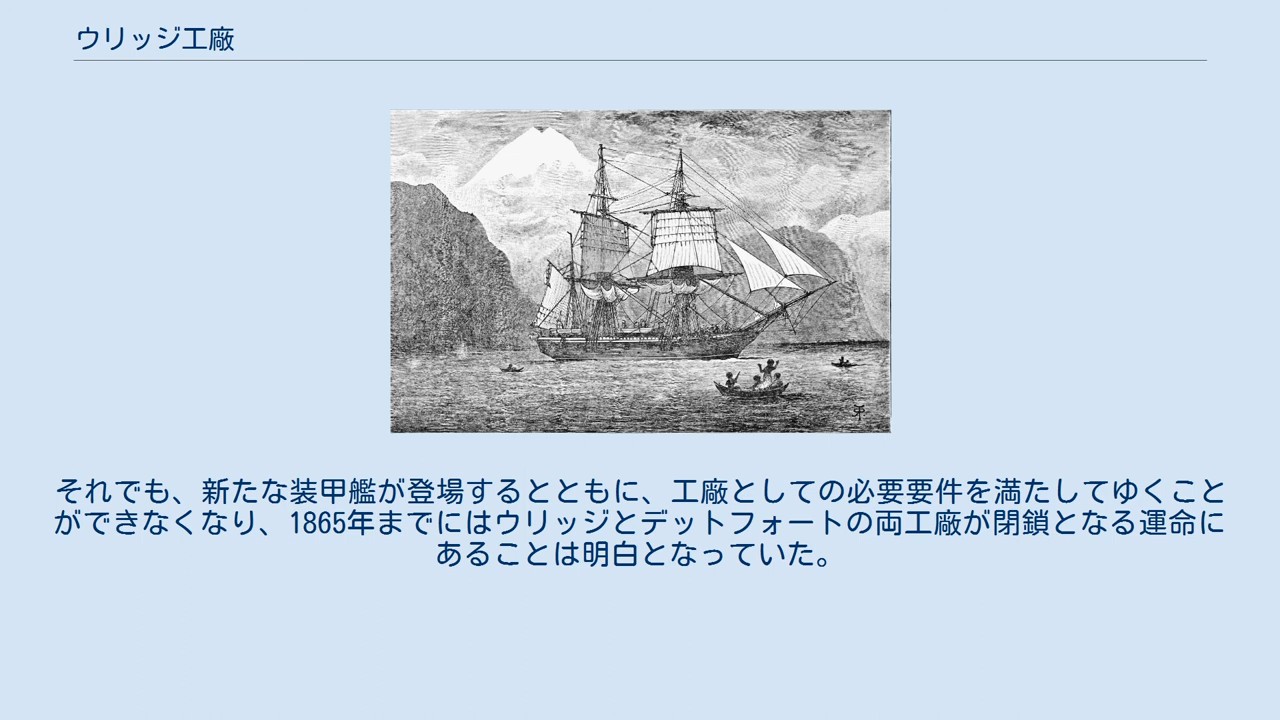 ウリッジ工廠
それでも、新たな装甲艦が登場するとともに、工廠としての必要要件を満たしてゆくこと
ができなくなり、1865年までにはウリッジとデットフォートの両工廠が閉鎖となる運命に
あることは明白となっていた。